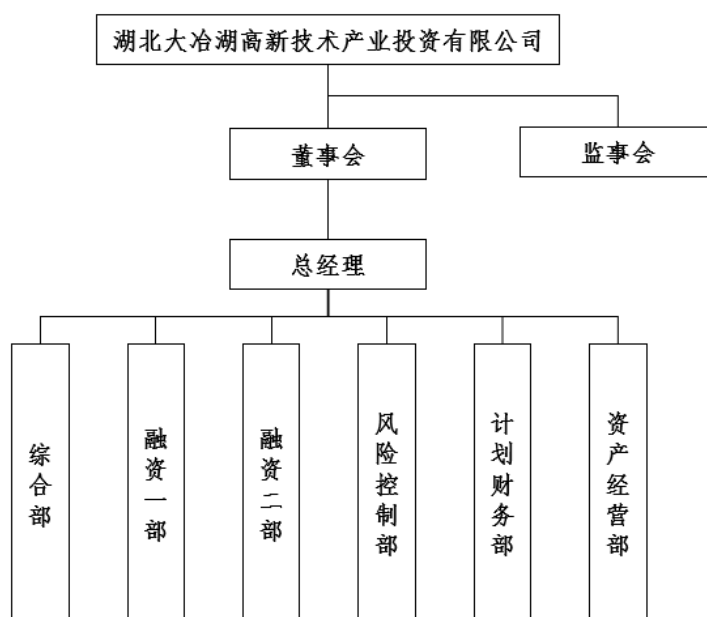 湖北大冶湖高新技术产业投资有限公司
董事会
监事会
总经理
综合部
融资一部
融资二部
风险控制部
计划财务部
资产经营部